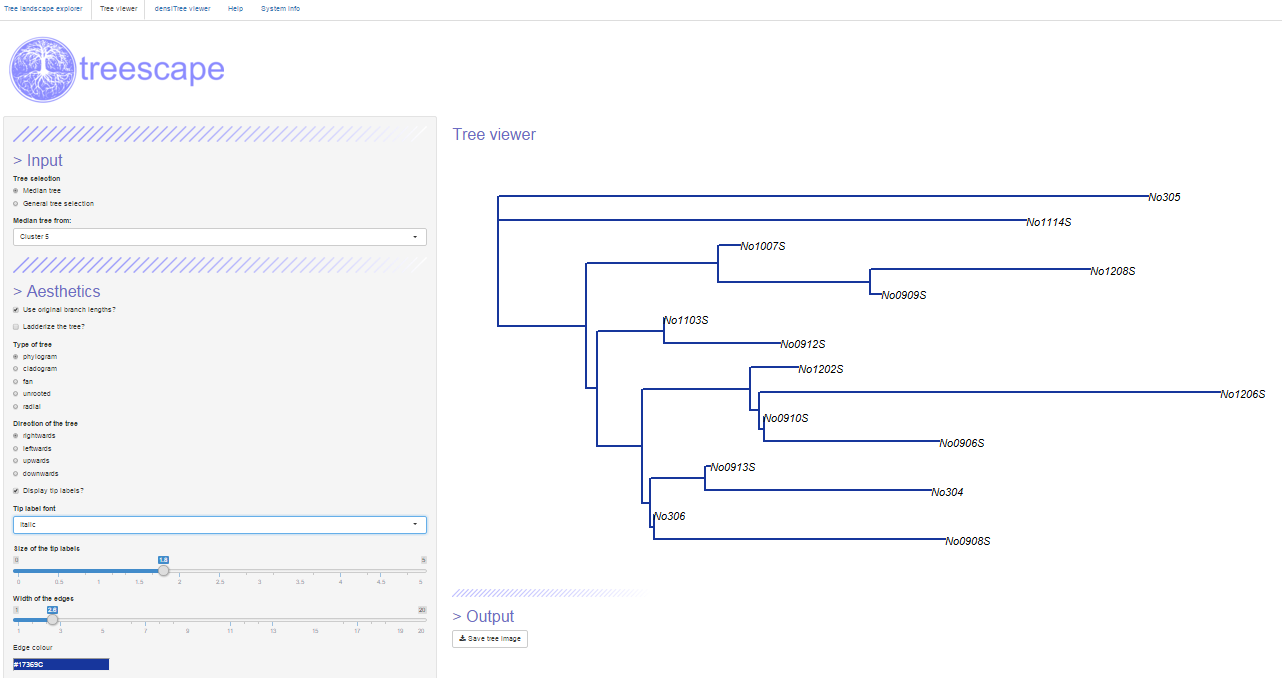 Tree landscape explorer Tree viewer densiTree viewer Help System info
treescape
> Input
Tree selection
Median tree
General tree selection
Median tree from:
Cluster 5
> Aesthetics
Use original branch lengths?
Ladderize the tree?
Type of tree
phylogram
cladogram
fan
unrooted
radial
Direction of the tree
rightwards
leftwards
upwards
downwards
Display tip labels?
Tip label font
Italic
Size of the tip labels
0 1.8 5
0 0.5 1 1.5 2 2.5 3 3.5 4 4.5 5
Width of the edges
1 2.6 20
1 3 5 7 9 11 13 15 17 19 20
Edge colour
#17369C
Tree viewer
No305
No1114S
No1007S
No1208S
No0909S
No1103S
No0912S
No1202S
No1206S
No0910S
No0906S
No0913S
No304
No306
No0908S
> Output
Save tree image